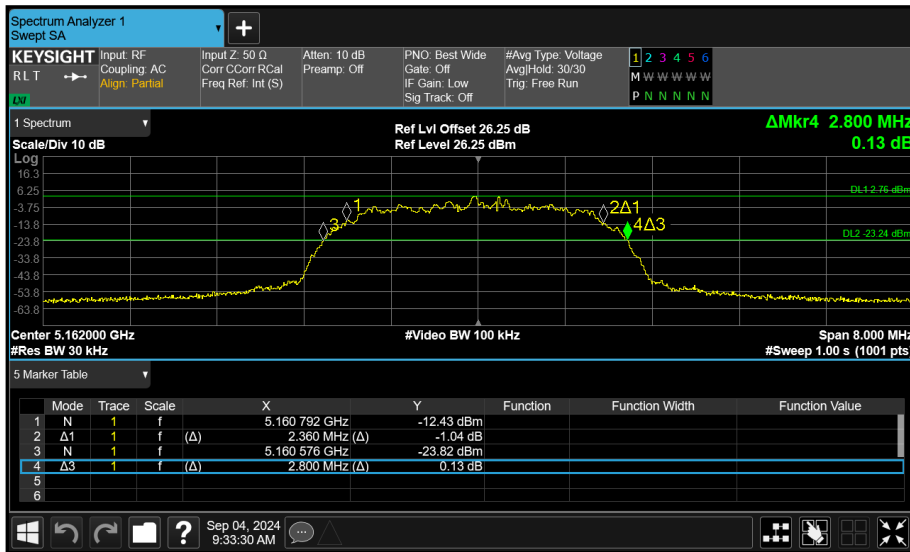 Spectrum Analyzer 1
Swept SA
KEYSIGHT Input: RF Input Z: 50 Ω Atten: 10 dB PNO: Best Wide #Avg Type: Voltage 1 2 3 4 5 6
RLT Coupling: AC Corr CCorr RCal Preamp: Off Gate: Off Avg|Hold: 30/30 M W W W W W
Align: Partial Freq Ref: Int (S) IF Gain: Low Trig: Free Run
LXI Sig Track: Off P N N N N N
1 Spectrum Ref Lvl Offset 26.25 dB ΔMkr4 2.800 MHz
Scale/Div 10 dB Ref Level 26.25 dBm 0.13 dB
Log
16.3
6.25 DL1 2.76 dBm
-3.75 1 2Δ1
-13.8 3 4Δ3
-23.8 DL2 -23.24 dBm
-33.8
-43.8
-53.8
-63.8
Center 5.162000 GHz #Video BW 100 kHz Span 8.000 MHz
#Res BW 30 kHz #Sweep 1.00 s (1001 pts)
5 Marker Table
Mode Trace Scale X Y Function Function Width Function Value
1 N 1 f 5.160 792 GHz -12.43 dBm
2 Δ1 1 f (Δ) 2.360 MHz (Δ) -1.04 dB
3 N 1 f 5.160 576 GHz -23.82 dBm
4 Δ3 1 f (Δ) 2.800 MHz (Δ) 0.13 dB
5
6
? Sep 04, 2024
9:33:30 AM